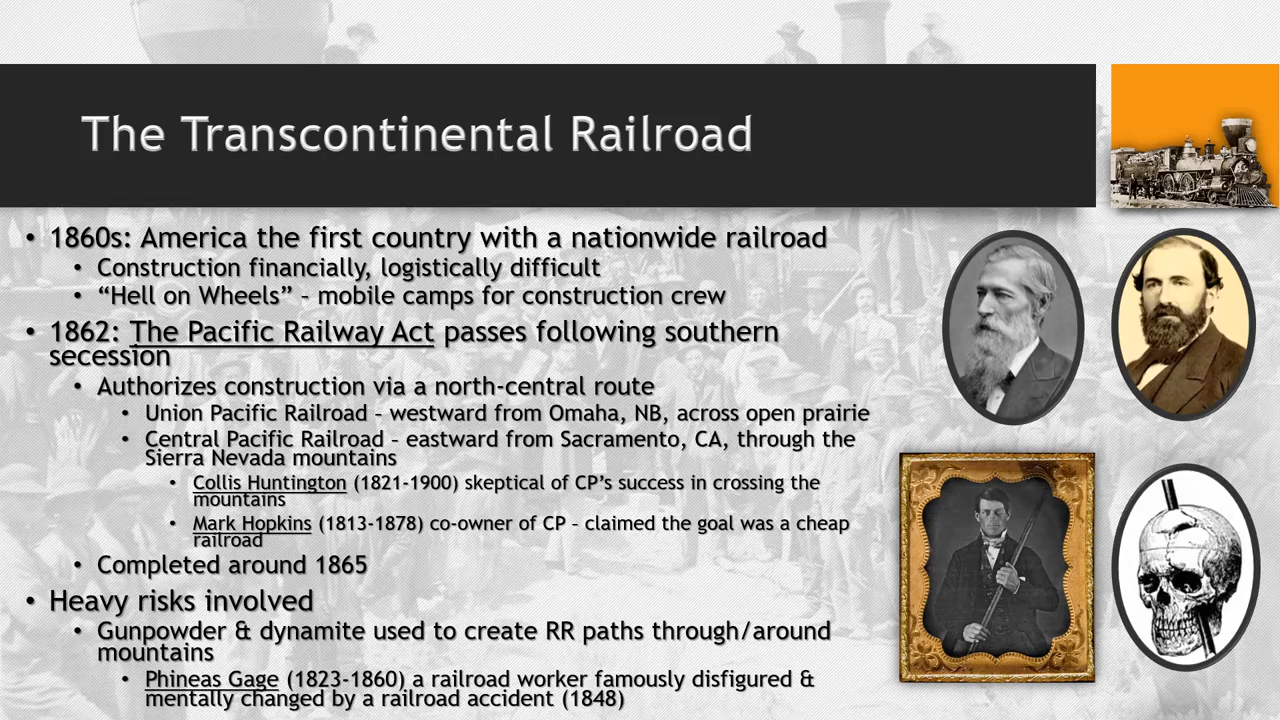 The Transcontinental Railroad
• 1860s: America the first country with a nationwide railroad
• Construction financially, logistically difficult
• “Hell on Wheels” – mobile camps for construction crew
• 1862: The Pacific Railway Act passes following southern
secession
• Authorizes construction via a north-central route
• Union Pacific Railroad – westward from Omaha, NB, across open prairie
• Central Pacific Railroad – eastward from Sacramento, CA, through the
Sierra Nevada mountains
• Collis Huntington (1821-1900) skeptical of CP’s success in crossing the
mountains
• Mark Hopkins (1813-1878) co-owner of CP – claimed the goal was a cheap
railroad
• Completed around 1865
• Heavy risks involved
• Gunpowder & dynamite used to create RR paths through/around
mountains
• Phineas Gage (1823-1860) a railroad worker famously disfigured &
mentally changed by a railroad accident (1848)